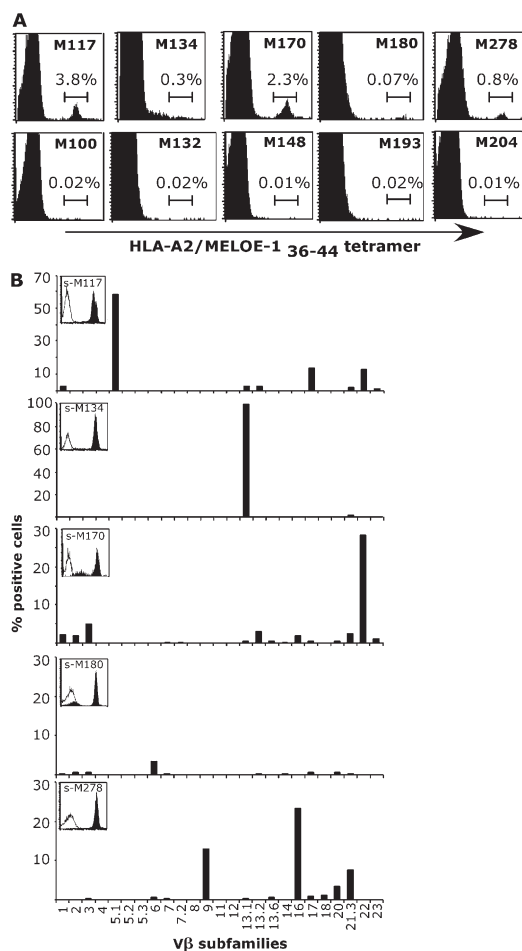 A
M117 M134 M170 M180 M278
3.8% 0.3% 2.3% 0.07% 0.8%
M100 M132 M148 M193 M204
0.02% 0.02% 0.01% 0.02% 0.01%
HLA-A2/MELOE-1 36-44 tetramer
B
% positive cells
70
50
30
10
s-M117
100
80
60
40
20
s-M134
30
20
10
s-M170
30
20
10
s-M180
30
20
10
s-M278
1 2 3 4 5.1 5.2 5.3 6 7 7.2 8 9 11 12 13.1 13.2 13.6 14 16 17 18 20 21.3 22 23
Vβ subfamilies